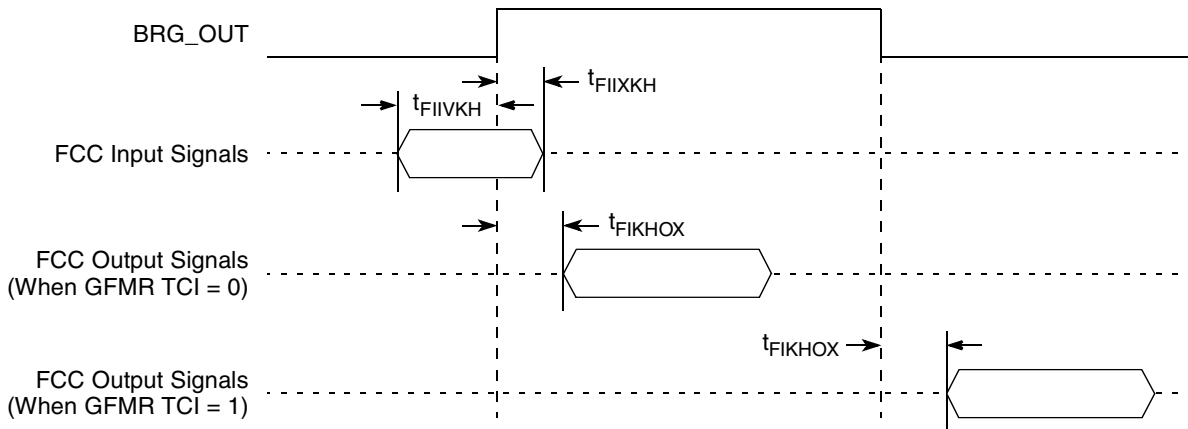 BRG_OUT
tFIIXKH
tFIIVKH
FCC Input Signals
tFIKHOX
FCC Output Signals
(When GFMR TCI = 0)
tFIKHOX
FCC Output Signals
(When GFMR TCI = 1)